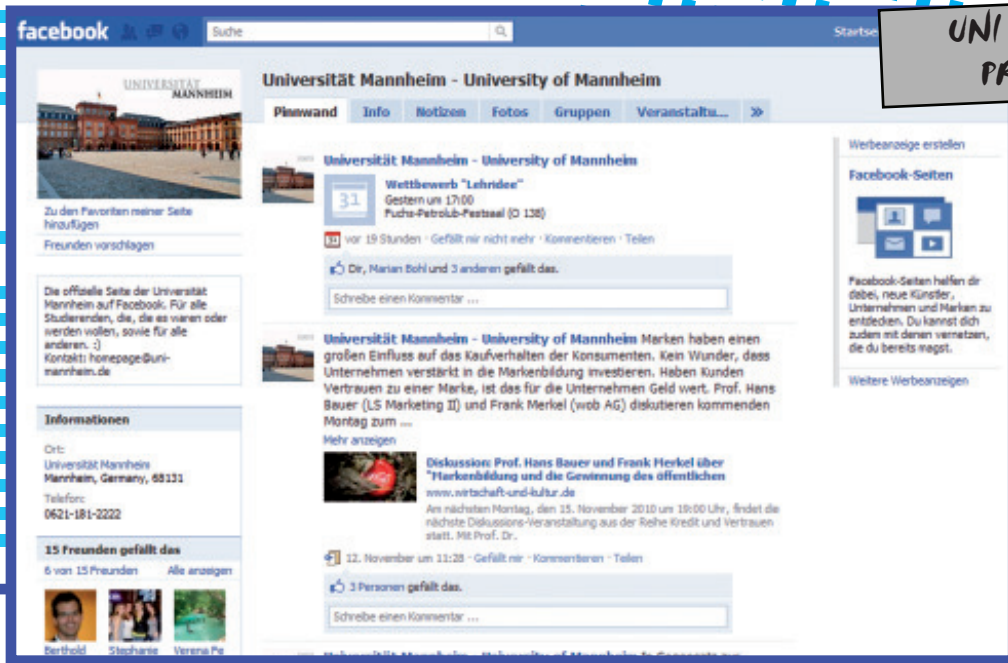 facebook
Suche
Startse
UNI
PR
UNIVERSITÄT
MANNHEIM
Zu den Favoriten meiner Seite
hinzufügen
Freunden vorschlagen
Die offizielle Seite der Universität
Mannheim auf Facebook. Für alle
Studierenden, die, die es waren oder
werden wollen, sowie für alle
anderen. :)
Kontakt: homepage@uni-
mannheim.de
Informationen
Ort:
Universität Mannheim
Mannheim, Germany, 68131
Telefon:
0621-181-2222
15 Freunden gefällt das
6 von 15 Freunden Alle anzeigen
Berthold Stephanie Verena Pe
Universität Mannheim - University of Mannheim
Pinnwand Info Notizen Fotos Gruppen Veranstaltu... »
Universität Mannheim - University of Mannheim
31
Wettbewerb "Lehridee"
Gestern um 17:00
Fuchs-Petrolub-Festsaal (O 138)
31 vor 19 Stunden · Gefällt mir nicht mehr · Kommentieren · Teilen
Dir, Marian Bohl und 3 anderen gefällt das.
Schreibe einen Kommentar ...
Universität Mannheim - University of Mannheim Marken haben einen
großen Einfluss auf das Kaufverhalten der Konsumenten. Kein Wunder, dass
Unternehmen verstärkt in die Markenbildung investieren. Haben Kunden
Vertrauen zu einer Marke, ist das für die Unternehmen Geld wert. Prof. Hans
Bauer (LS Marketing II) und Frank Merkel (wob AG) diskutieren kommenden
Montag zum ...
Mehr anzeigen
Diskussion: Prof. Hans Bauer und Frank Merkel über
"Markenbildung und die Gewinnung des öffentlichen
www.wirtschaft-und-kultur.de
Am nächsten Montag, den 15. November 2010 um 19:00 Uhr, findet die
nächste Diskussions-Veranstaltung aus der Reihe Kredit und Vertrauen
statt. Mit Prof. Dr.
12. November um 11:28 · Gefällt mir · Kommentieren · Teilen
3 Personen gefällt das.
Schreibe einen Kommentar ...
Werbeanzeige erstellen
Facebook-Seiten
Facebook-Seiten helfen dir
dabei, neue Künstler,
Unternehmen und Marken zu
entdecken. Du kannst dich
zudem mit denen vernetzen,
die du bereits magst.
Weitere Werbeanzeigen